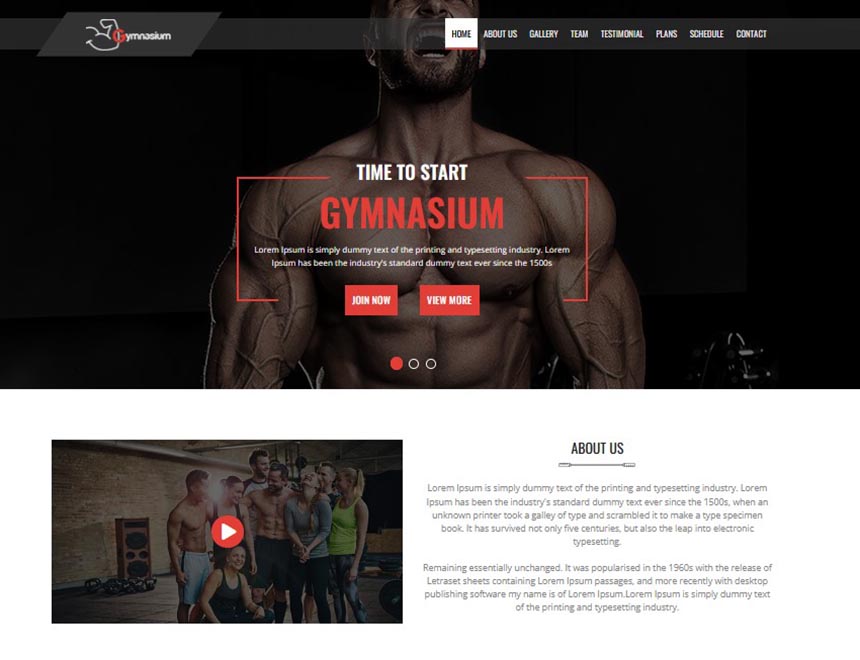 Gymnasium
HOME ABOUT US GALLERY TEAM TESTIMONIAL PLANS SCHEDULE CONTACT
TIME TO START
GYMNASIUM
Lorem Ipsum is simply dummy text of the printing and typesetting industry. Lorem
Ipsum has been the industry's standard dummy text ever since the 1500s
JOIN NOW VIEW MORE
ABOUT US
Lorem Ipsum is simply dummy text of the printing and typesetting industry. Lorem
Ipsum has been the industry's standard dummy text ever since the 1500s, when an
unknown printer took a galley of type and scrambled it to make a type specimen
book. It has survived not only five centuries, but also the leap into electronic
typesetting.
Remaining essentially unchanged. It was popularised in the 1960s with the release of
Letraset sheets containing Lorem Ipsum passages, and more recently with desktop
publishing software my name is of Lorem Ipsum.Lorem Ipsum is simply dummy text
of the printing and typesetting industry.